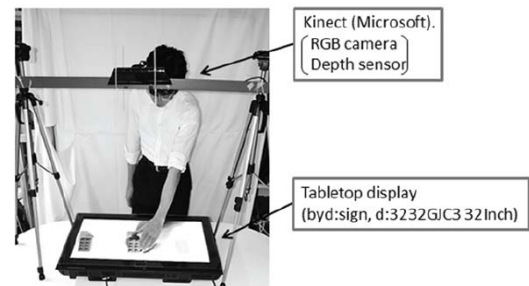 Kinect (Microsoft).
RGB camera
Depth sensor
Tabletop display
(byd:sign, d:3232GJC3 32Inch)